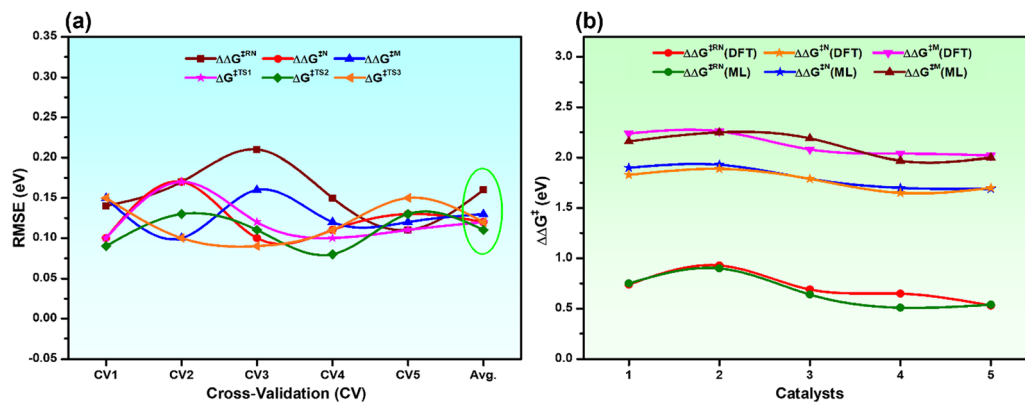 (a)
0.35
0.30
0.25
0.20
0.15
0.10
0.05
0.00
-0.05
RMSE (eV)
ΔΔG‡RN ΔΔG‡N ΔΔG‡M
ΔG‡TS1 ΔG‡TS2 ΔG‡TS3
CV1 CV2 CV3 CV4 CV5 Avg.
Cross-Validation (CV)
(b)
3.0
2.5
2.0
1.5
1.0
0.5
0.0
ΔΔG‡ (eV)
ΔΔG‡RN(DFT) ΔΔG‡N(DFT) ΔΔG‡M(DFT)
ΔΔG‡RN(ML) ΔΔG‡N(ML) ΔΔG‡M(ML)
1 2 3 4 5
Catalysts